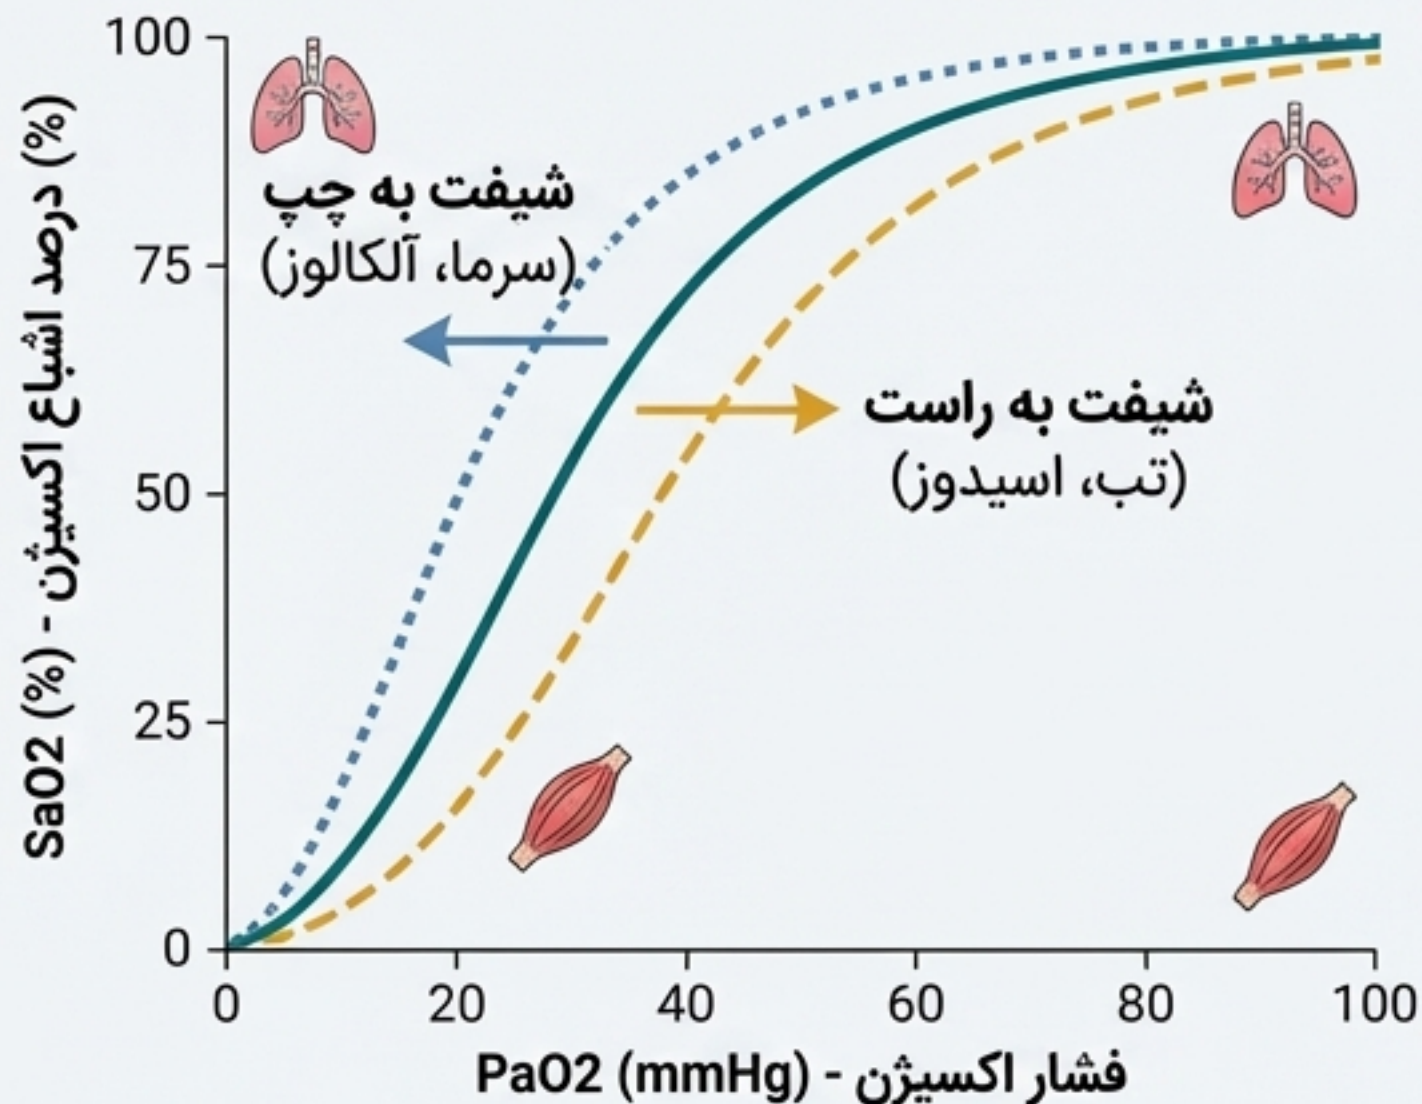 درصد اشباع اکسیژن - SaO2 (%) (%)
100
75
50
25
0
شیفت به چپ
(سرما، آلکالوز)
شیفت به راست
(تب، اسیدوز)
0 20 40 60 80 100
فشار اکسیژن - PaO2 (mmHg)